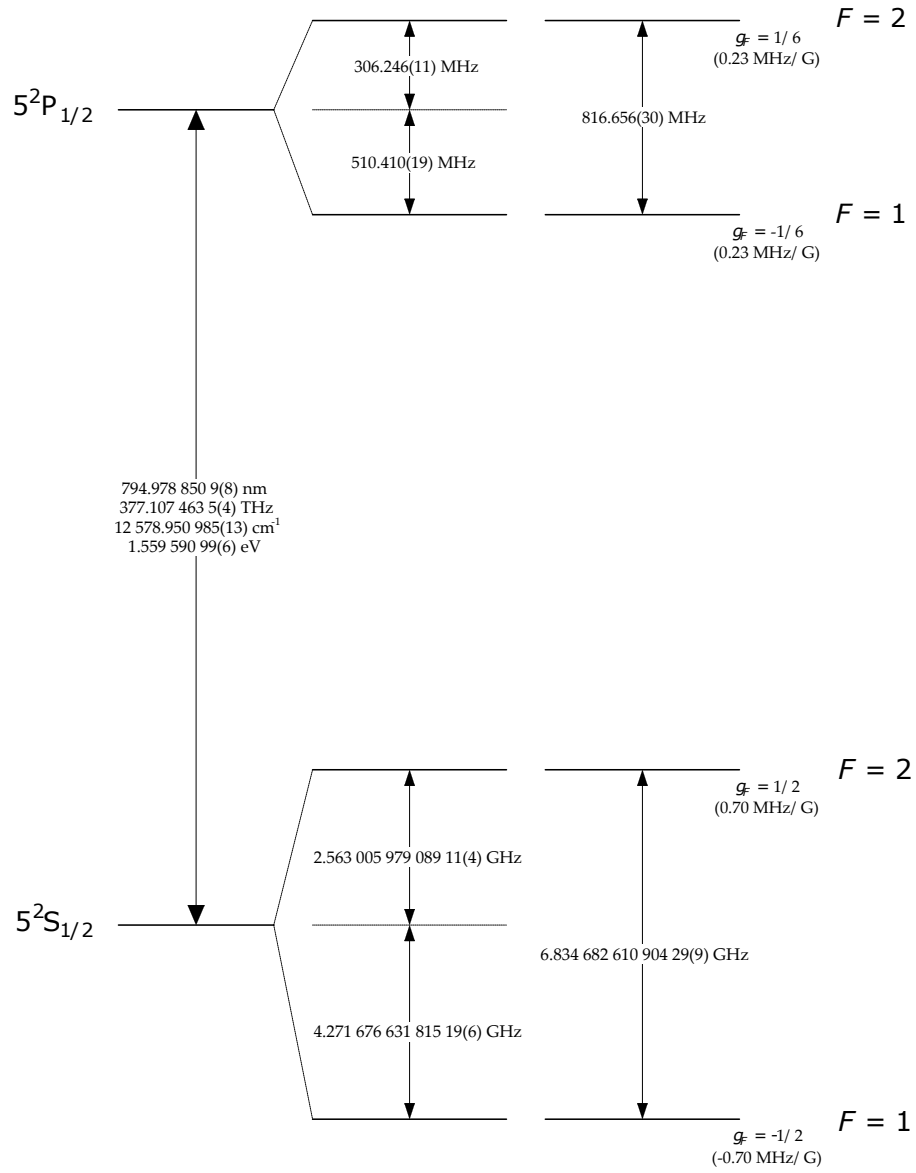 F = 2
g_F = 1/6
(0.23 MHz/G)
306.246(11) MHz
5²P₁/₂
816.656(30) MHz
510.410(19) MHz
F = 1
g_F = -1/6
(0.23 MHz/G)
794.978 850 9(8) nm
377.107 463 5(4) THz
12 578.950 985(13) cm⁻¹
1.559 590 99(6) eV
F = 2
g_F = 1/2
(0.70 MHz/G)
2.563 005 979 089 11(4) GHz
5²S₁/₂
6.834 682 610 904 29(9) GHz
4.271 676 631 815 19(6) GHz
F = 1
g_F = -1/2
(-0.70 MHz/G)